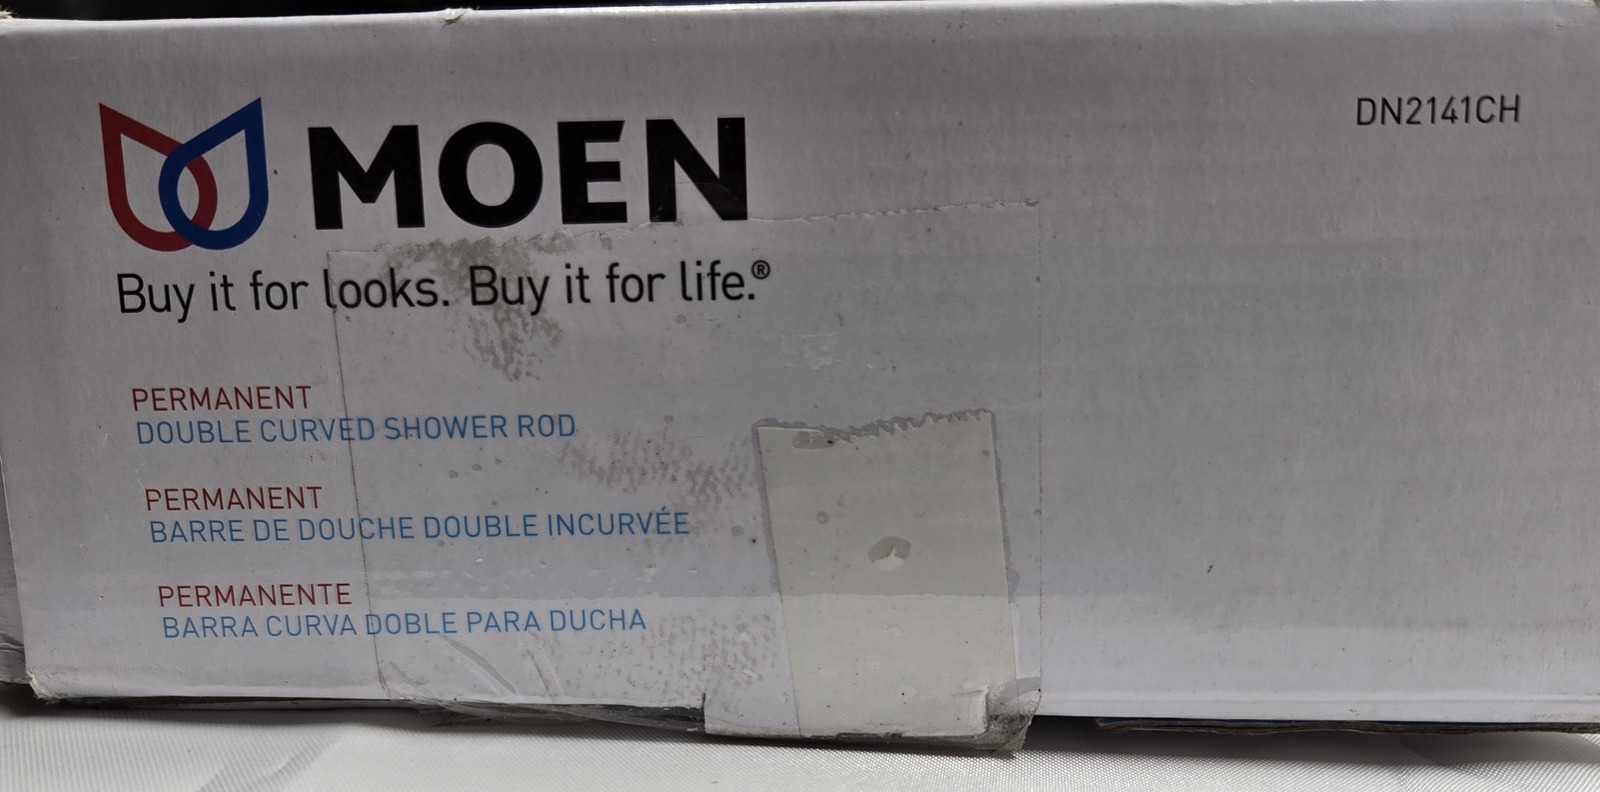 MOEN
DN2141CH
Buy it for looks. Buy it for life.®
PERMANENT
DOUBLE CURVED SHOWER ROD
PERMANENT
BARRE DE DOUCHE DOUBLE INCURVÉE
PERMANENTE
BARRA CURVA DOBLE PARA DUCHA